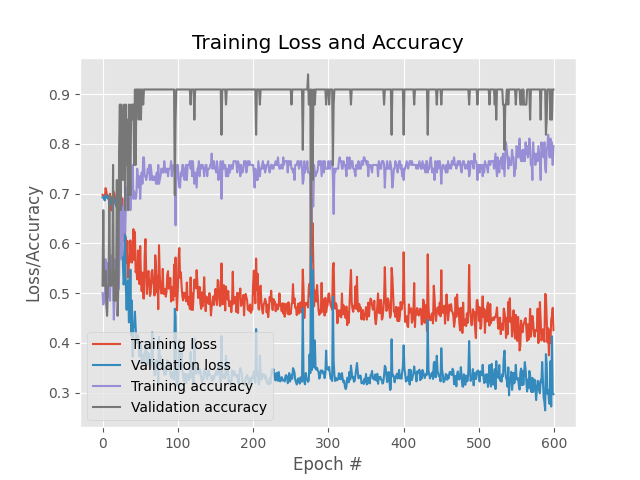 Training Loss and Accuracy
Loss/Accuracy
0.9
0.8
0.7
0.6
0.5
0.4
0.3
Training loss
Validation loss
Training accuracy
Validation accuracy
0
100
200
300
400
500
600
Epoch #